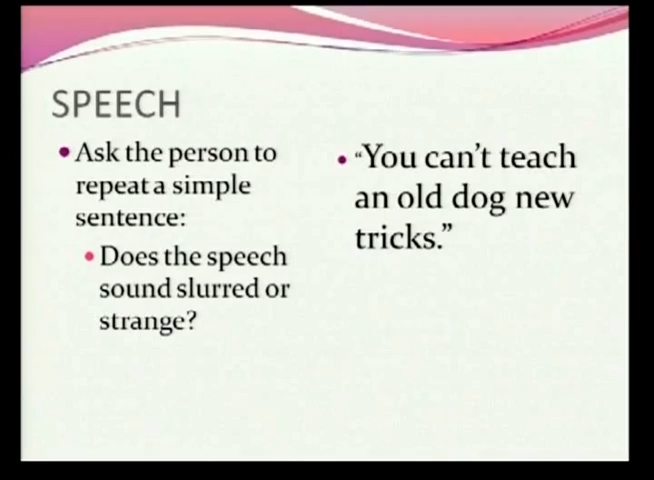 SPEECH
• Ask the person to
repeat a simple
sentence:
• Does the speech
sound slurred or
strange?
• “You can’t teach
an old dog new
tricks.”